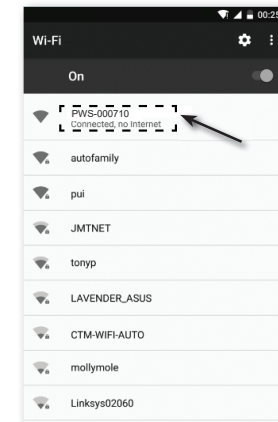 00:25
Wi-Fi
On
PWS-000710
Connected, no Internet
autofamily
pui
JMTNET
tonyp
LAVENDER_ASUS
CTM-WIFI-AUTO
mollymole
Linksys02060